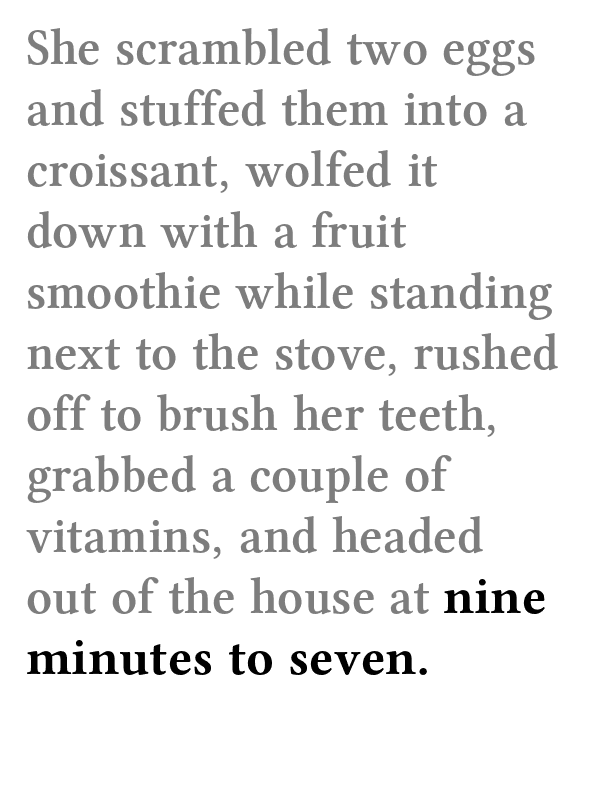 She scrambled two eggs
and stuffed them into a
croissant, wolfed it
down with a fruit
smoothie while standing
next to the stove, rushed
off to brush her teeth,
grabbed a couple of
vitamins, and headed
out of the house at nine
minutes to seven.